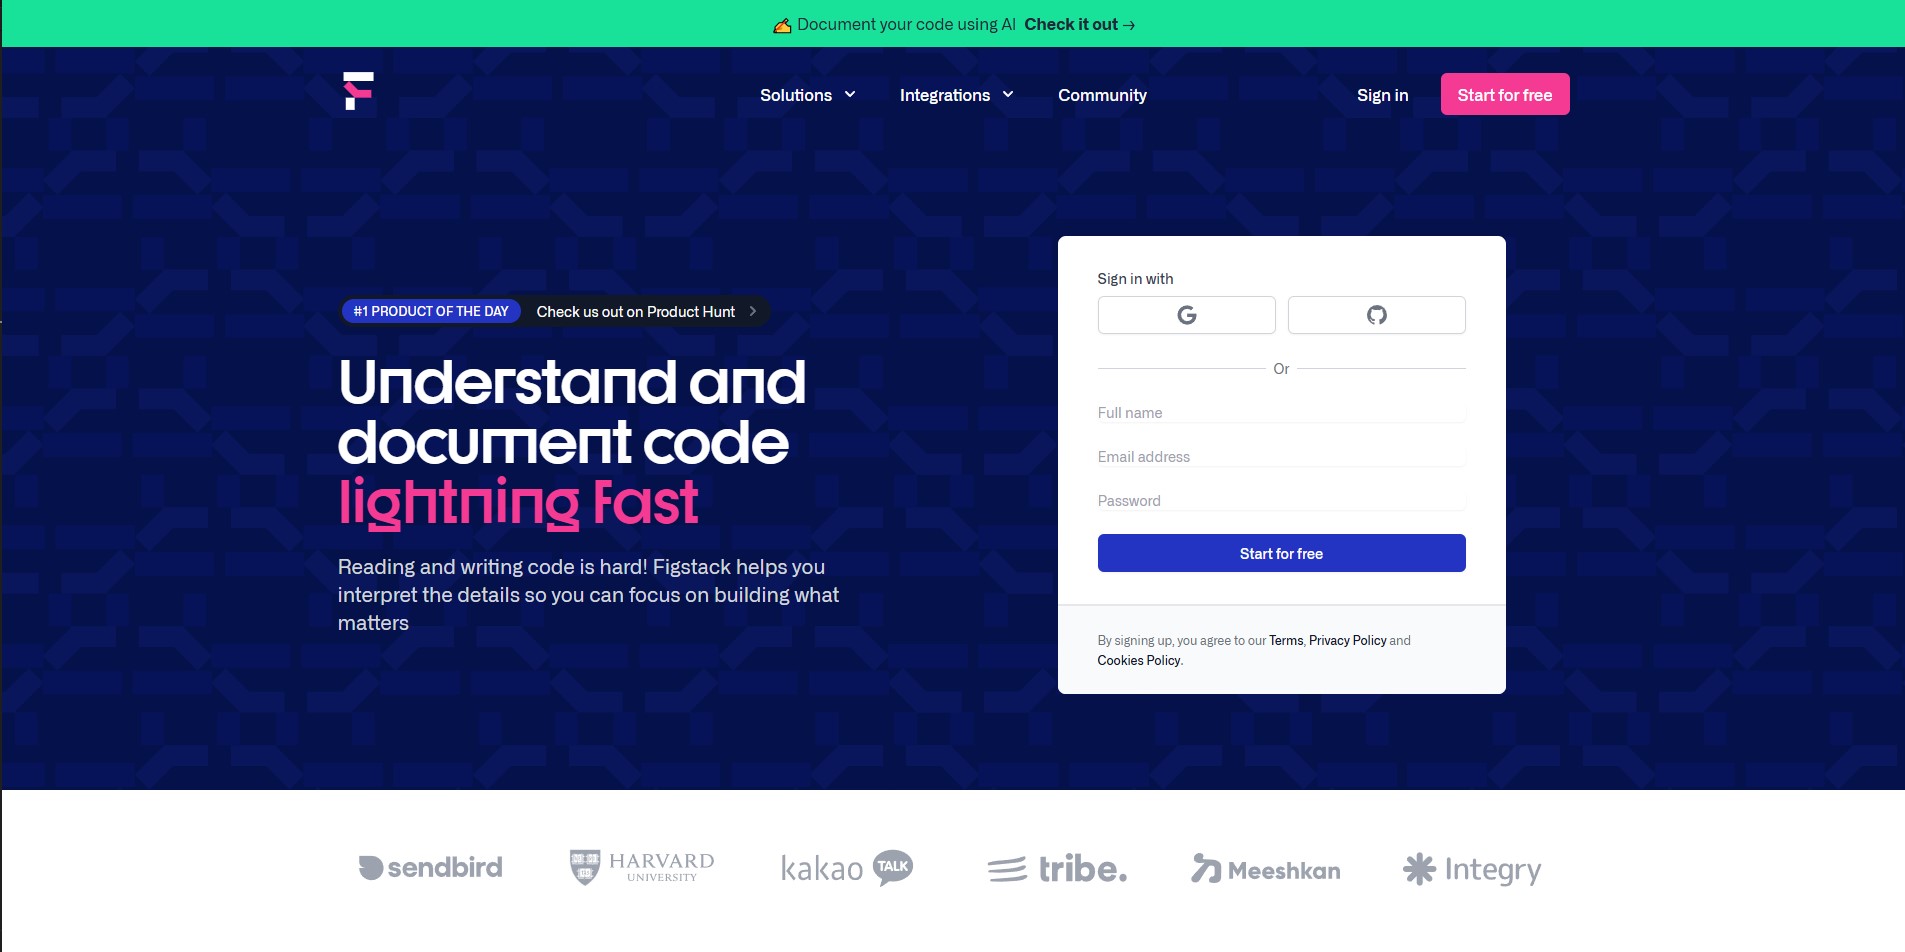 ✍ Document your code using AI Check it out →
Solutions
Integrations
Community
Sign in
Start for free
#1 PRODUCT OF THE DAY
Check us out on Product Hunt
Understand and
document code
lightning fast
Reading and writing code is hard! Figstack helps you
interpret the details so you can focus on building what
matters
Sign in with
Or
Full name
Email address
Password
Start for free
By signing up, you agree to our Terms, Privacy Policy and
Cookies Policy.
sendbird
HARVARD
UNIVERSITY
kakao TALK
tribe.
Meeshkan
Integry